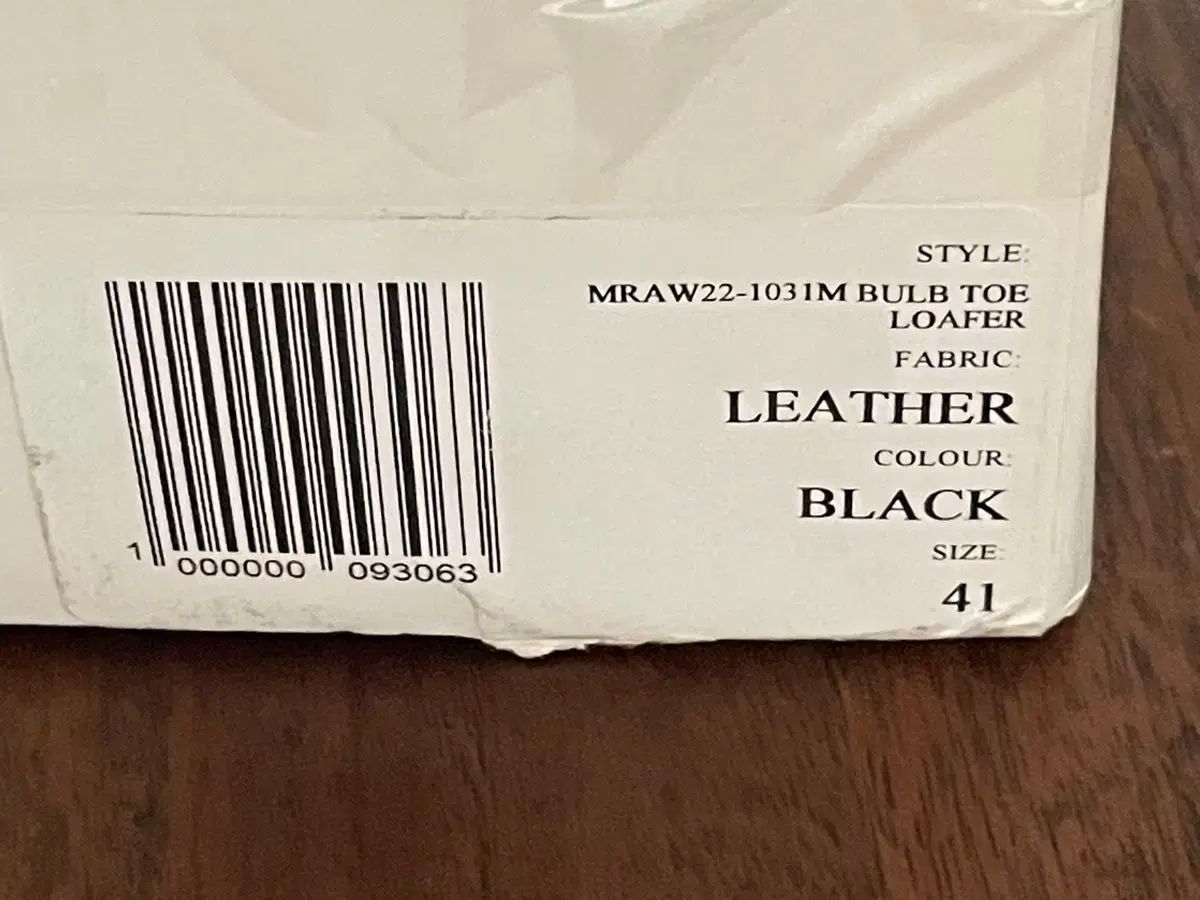 STYLE:
MRAW22-1031M BULB TOE
LOAFER
FABRIC:
LEATHER
COLOUR:
BLACK
SIZE:
41
1 000000 093063